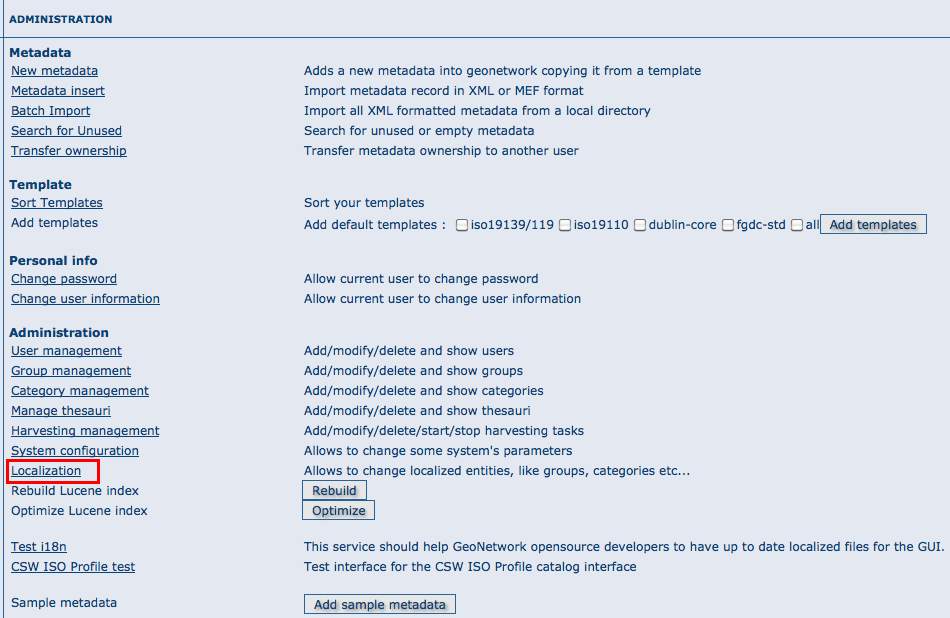 ADMINISTRATION
Metadata
New metadata Adds a new metadata into geonetwork copying it from a template
Metadata insert Import metadata record in XML or MEF format
Batch Import Import all XML formatted metadata from a local directory
Search for Unused Search for unused or empty metadata
Transfer ownership Transfer metadata ownership to another user
Template
Sort Templates Sort your templates
Add templates Add default templates : iso19139/119 iso19110 dublin-core fgdc-std all Add templates
Personal info
Change password Allow current user to change password
Change user information Allow current user to change user information
Administration
User management Add/modify/delete and show users
Group management Add/modify/delete and show groups
Category management Add/modify/delete and show categories
Manage thesauri Add/modify/delete and show thesauri
Harvesting management Add/modify/delete/start/stop harvesting tasks
System configuration Allows to change some system's parameters
Localization Allows to change localized entities, like groups, categories etc...
Rebuild Lucene index Rebuild
Optimize Lucene index Optimize
Test i18n This service should help GeoNetwork opensource developers to have up to date localized files for the GUI.
CSW ISO Profile test Test interface for the CSW ISO Profile catalog interface
Sample metadata Add sample metadata